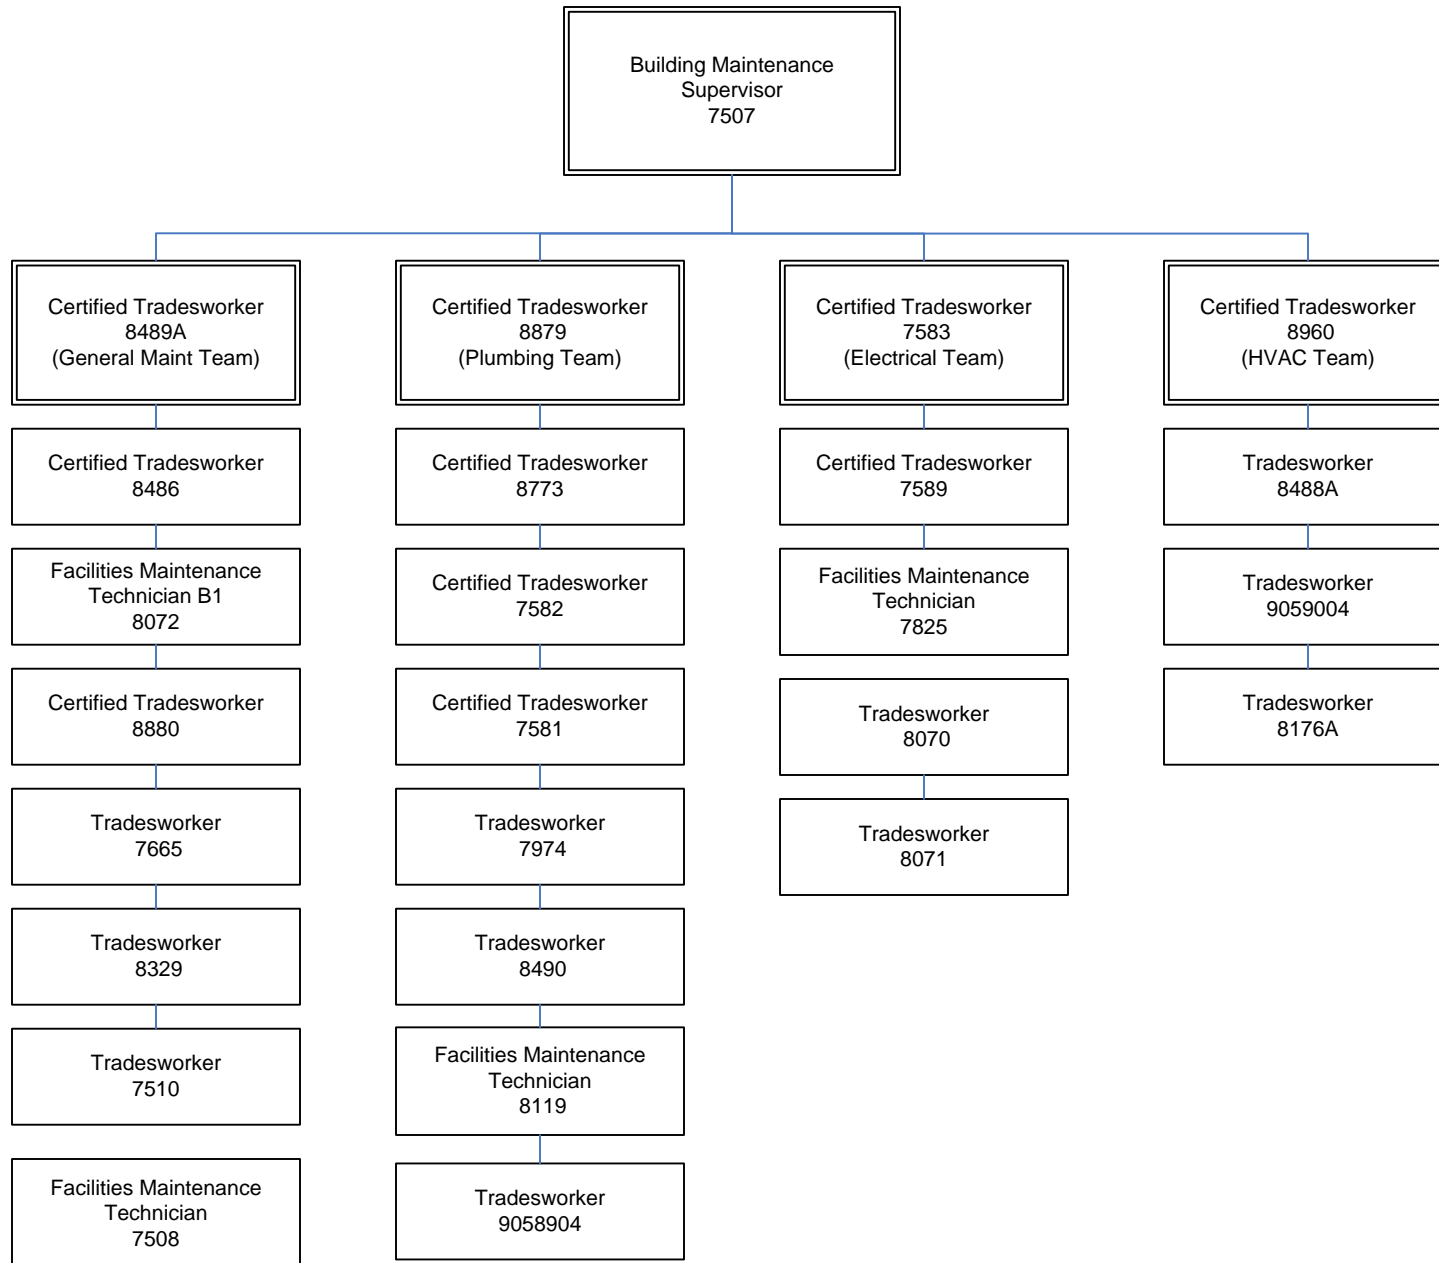 Building Maintenance
Supervisor
7507
Certified Tradesworker
8489A
(General Maint Team)
Certified Tradesworker
8879
(Plumbing Team)
Certified Tradesworker
7583
(Electrical Team)
Certified Tradesworker
8960
(HVAC Team)
Certified Tradesworker
8486
Certified Tradesworker
8773
Certified Tradesworker
7589
Tradesworker
8488A
Facilities Maintenance
Technician B1
8072
Certified Tradesworker
7582
Facilities Maintenance
Technician
7825
Tradesworker
9059004
Certified Tradesworker
8880
Certified Tradesworker
7581
Tradesworker
8070
Tradesworker
8176A
Tradesworker
7665
Tradesworker
7974
Tradesworker
8071
Tradesworker
8329
Tradesworker
8490
Tradesworker
7510
Facilities Maintenance
Technician
8119
Facilities Maintenance
Technician
7508
Tradesworker
9058904